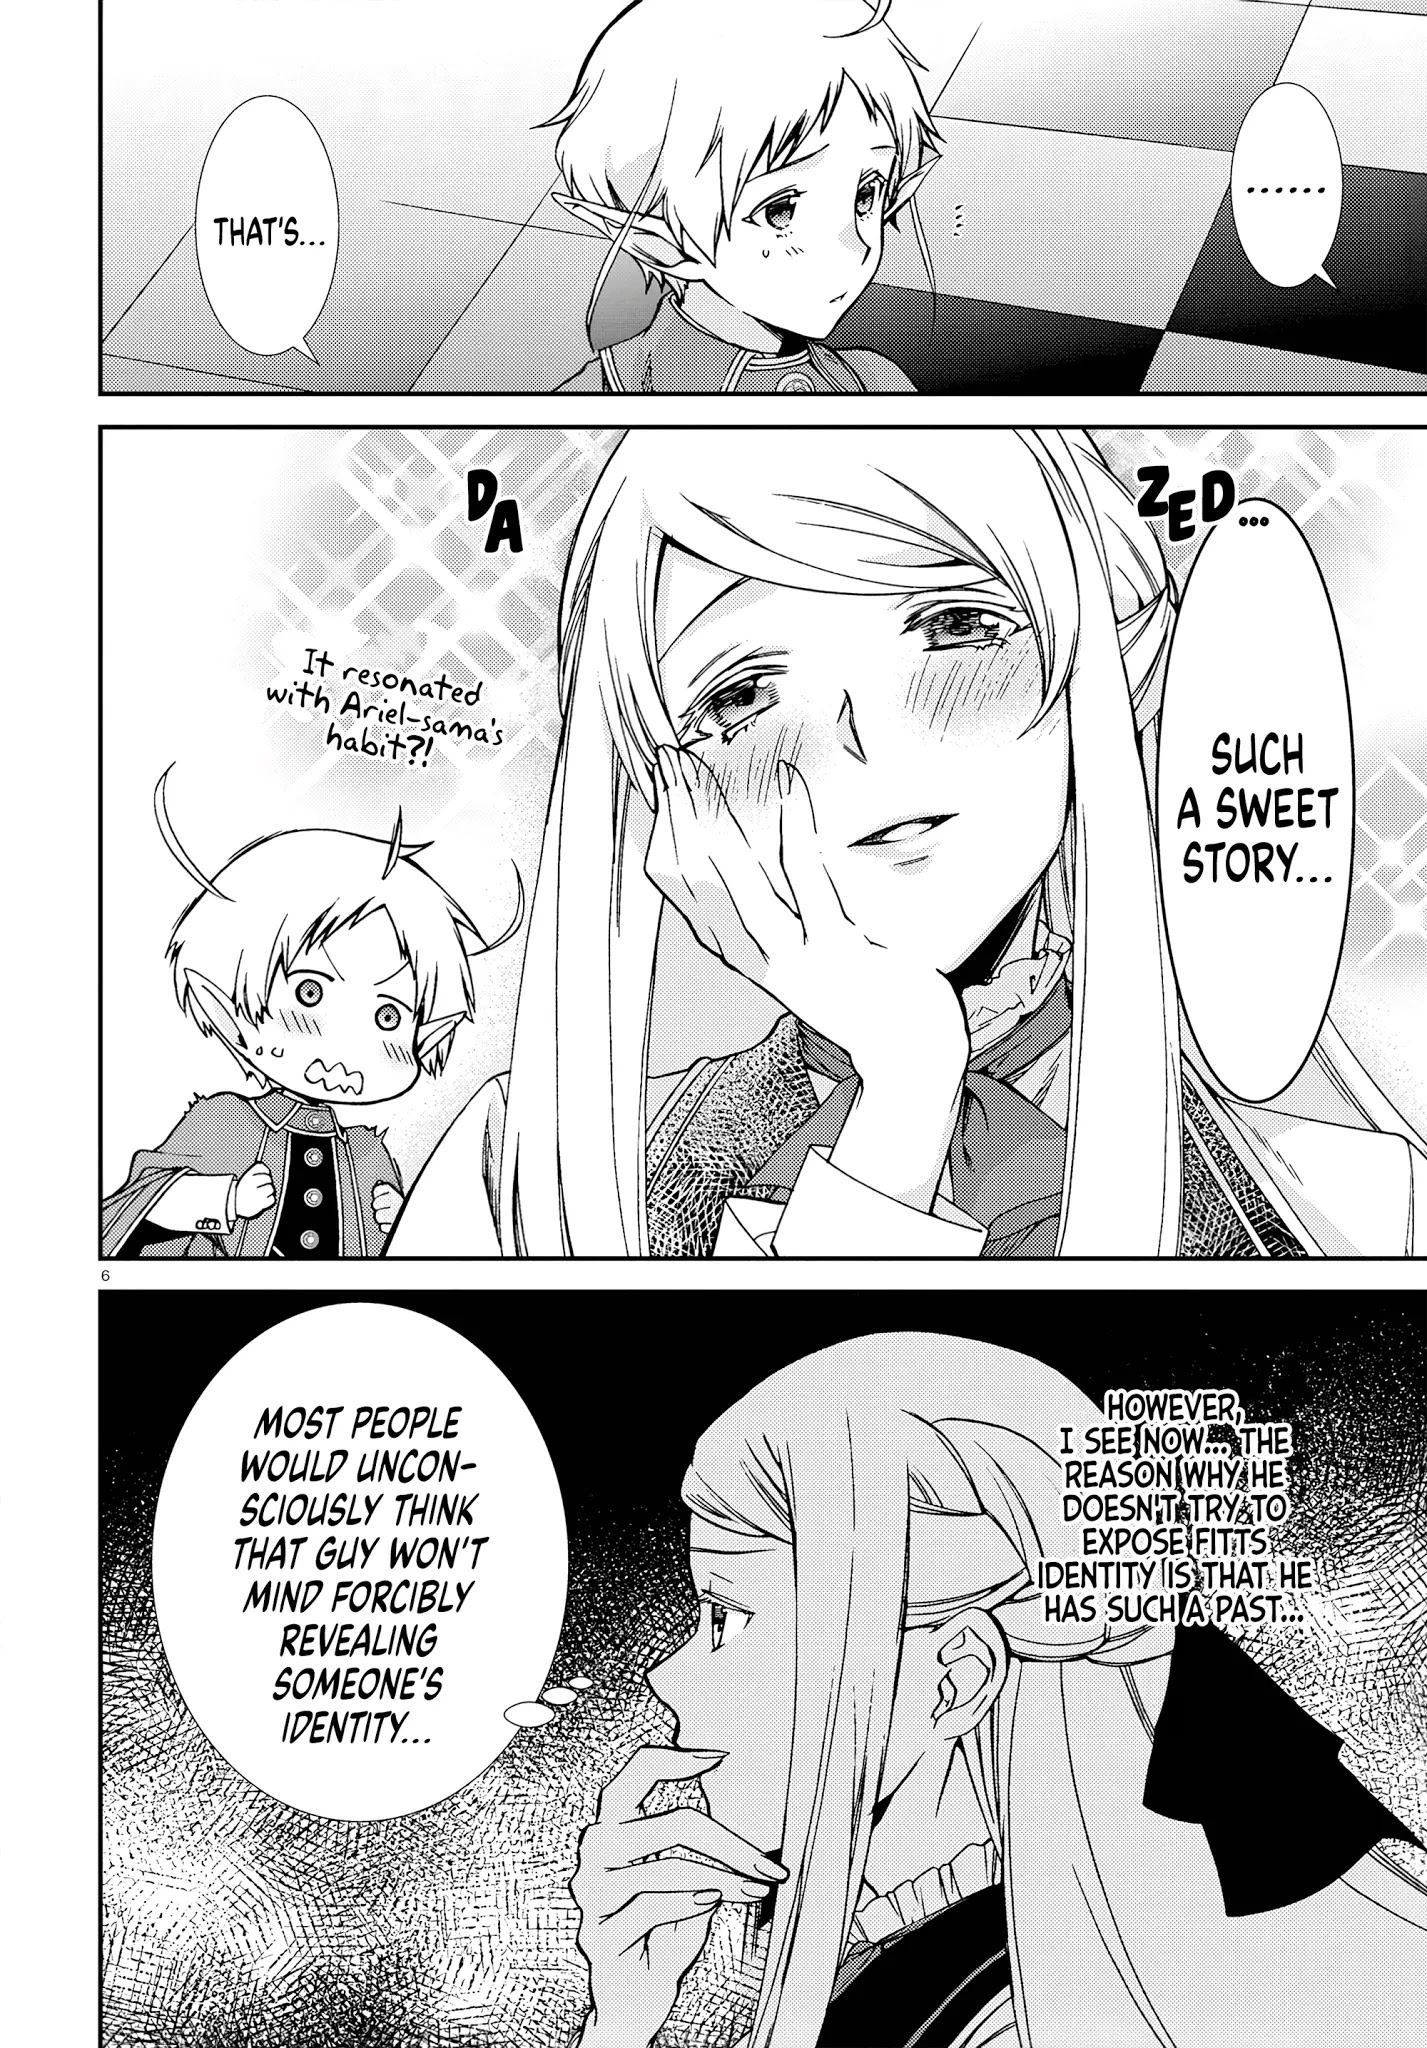 ......
THAT'S...
DA
ZED...
SUCH
A SWEET
STORY...
It resonated
with Ariel-sama's
habit?!
6
HOWEVER,
I SEE NOW... THE
REASON WHY HE
DOESN'T TRY TO
EXPOSE FITTS
IDENTITY IS THAT HE
HAS SUCH A PAST...
MOST PEOPLE
WOULD UNCON-
SCIOUSLY THINK
THAT GUY WON'T
MIND FORCIBLY
REVEALING
SOMEONE'S
IDENTITY...